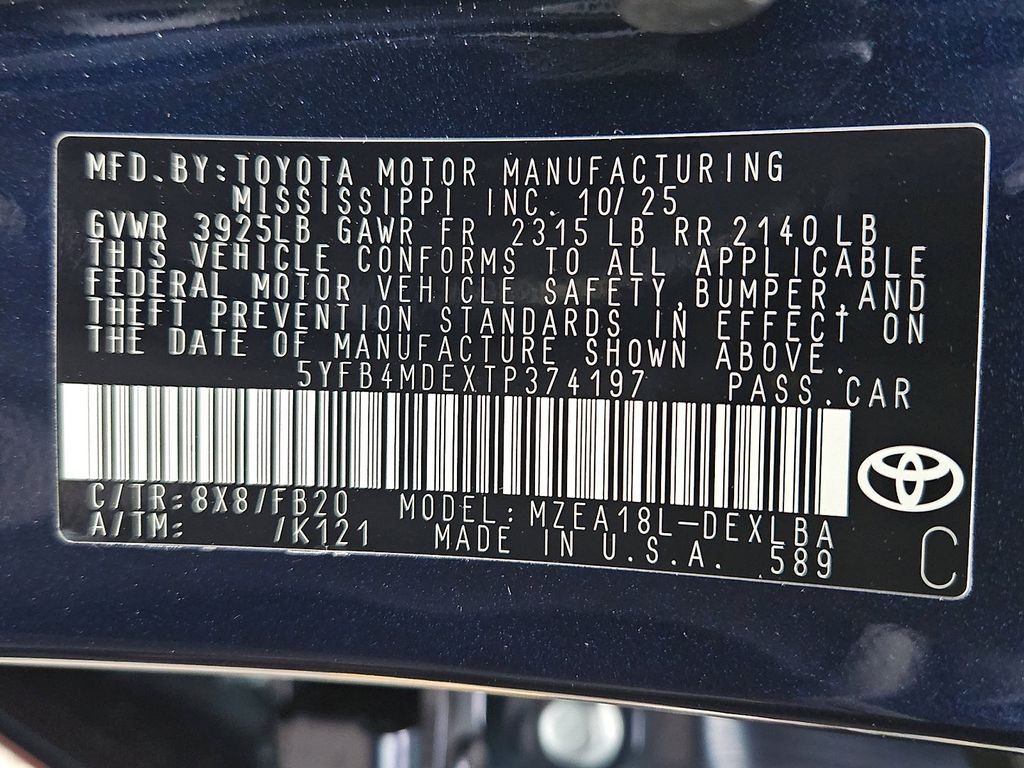 MFD.BY:TOYOTA MOTOR MANUFACTURING
MISSISSIPPI INC. 10/25
GVWR 3925LB GAWR FR 2315 LB RR 2140LB
THIS VEHICLE CONFORMS TO ALL APPLICABLE
FEDERAL MOTOR VEHICLE SAFETY,BUMPER,AND
THEFT PREVENTION STANDARDS IN EFFECT ON
THE DATE OF MANUFACTURE SHOWN ABOVE.
5YFB4MDEXTP374197 PASS.CAR
C/TR:8X8/FB20 MODEL:MZEA18L-DEXLBA
A/TM: /K121 MADE IN U.S.A. 589
C